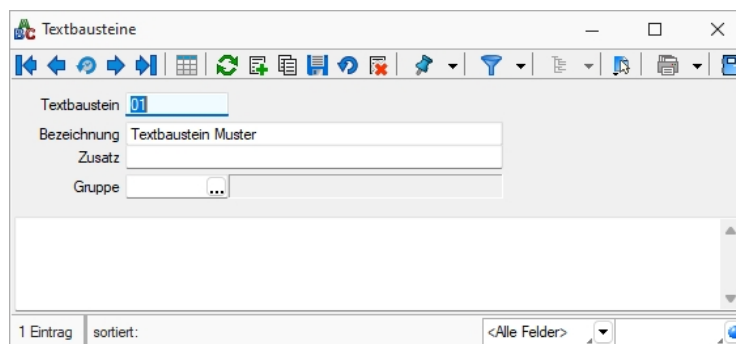 Textbausteine
Textbaustein 01
Bezeichnung Textbaustein Muster
Zusatz
Gruppe ...
1 Eintrag sortiert: <Alle Felder>